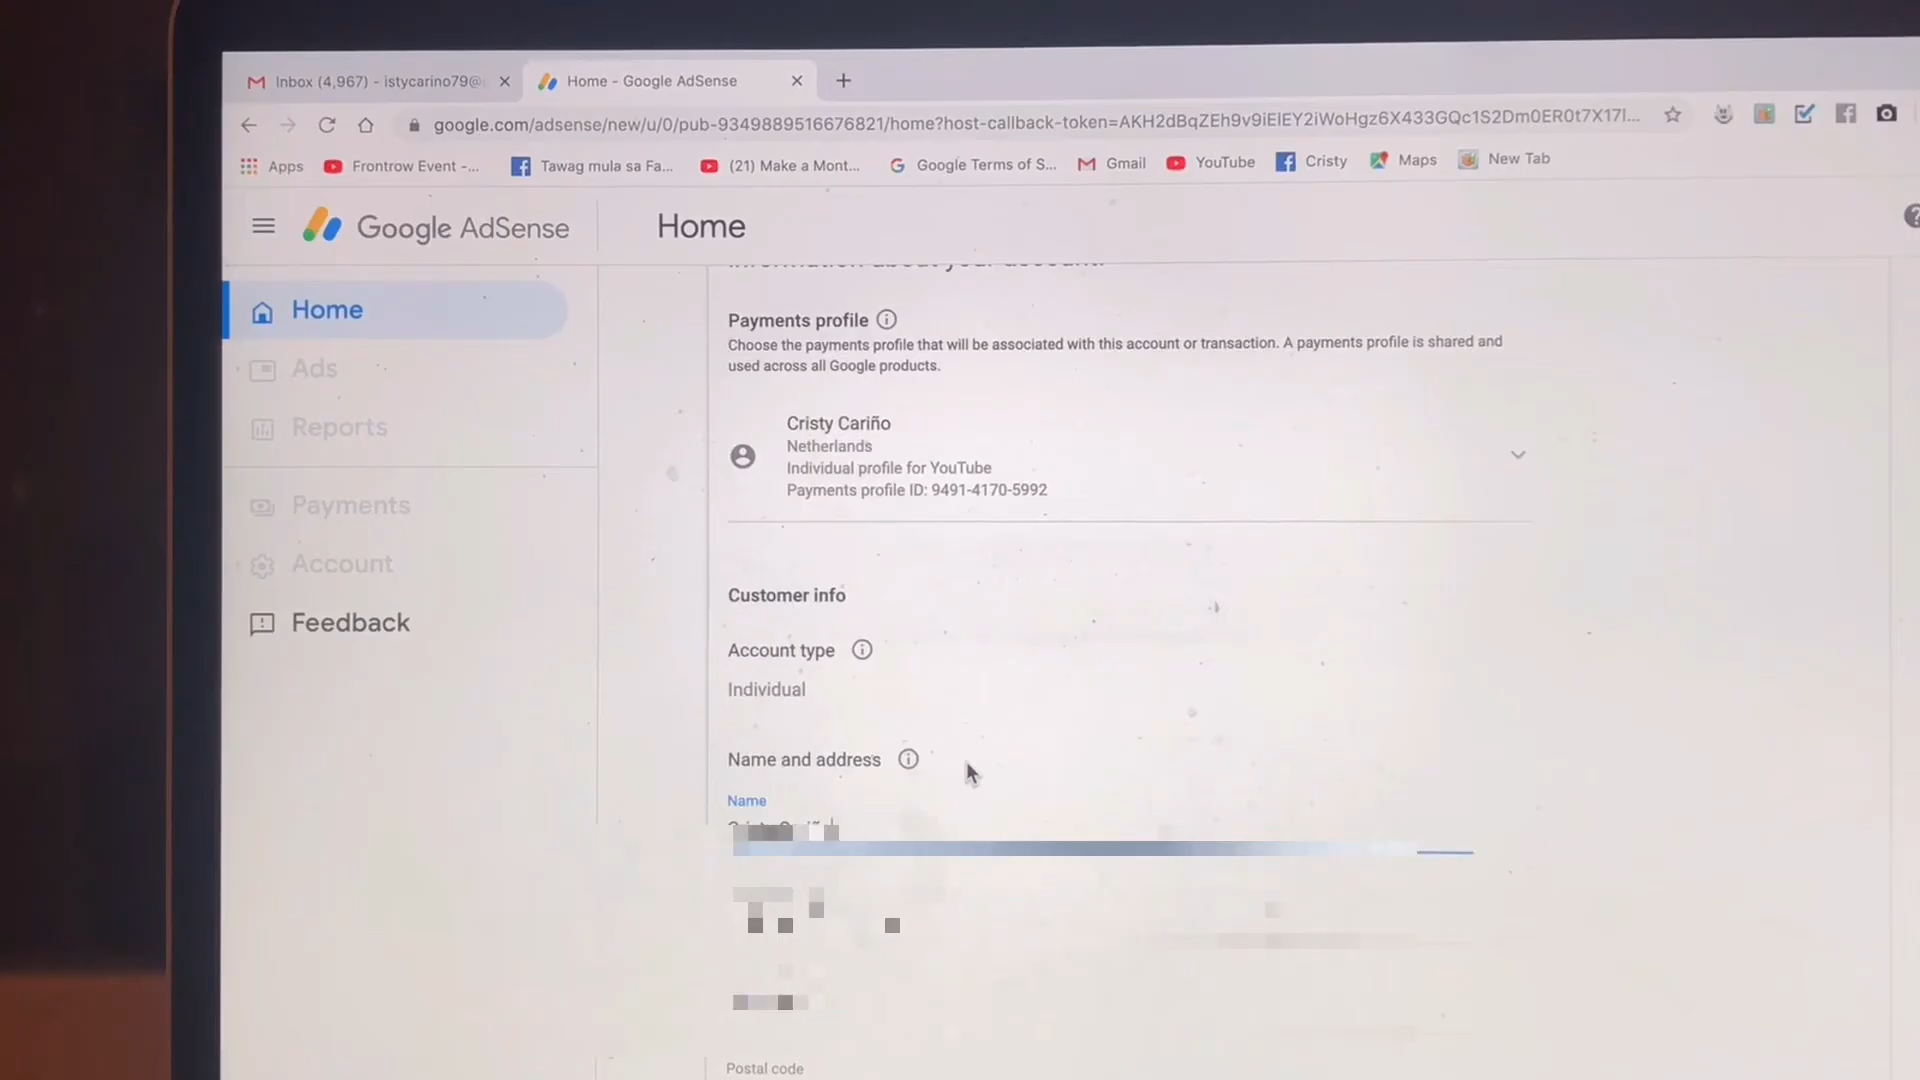 Inbox (4,967) - istycarino79@
Home - Google AdSense
google.com/adsense/new/u/0/pub-9349889516676821/home?host-callback-token=AKH2dBqZEh9v9iElEY2iWoHgz6X433GQc1S2Dm0ER0t7X17l...
Apps
Frontrow Event -...
Tawag mula sa Fa...
(21) Make a Mont...
Google Terms of S...
Gmail
YouTube
Cristy
Maps
New Tab
Google AdSense
Home
Home
Ads
Reports
Payments
Account
Feedback
Payments profile
Choose the payments profile that will be associated with this account or transaction. A payments profile is shared and
used across all Google products.
Cristy Cariño
Netherlands
Individual profile for YouTube
Payments profile ID: 9491-4170-5992
Customer info
Account type
Individual
Name and address
Name
Postal code